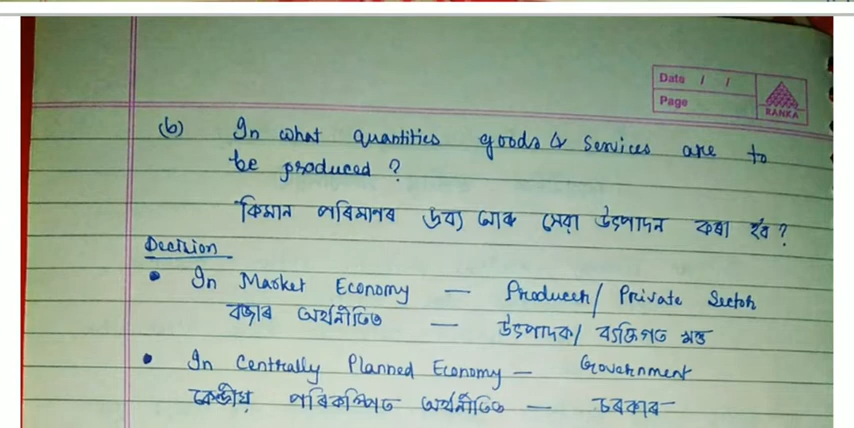 Date / /
Page
RANKA
(b) In what quantities goods & Services are to
be produced ?
কিমান পৰিমাণৰ দ্ৰব্য আৰু সেৱা উৎপাদন কৰা হব ?
Decision
• In Market Economy — Producer/ Private Sector
বজাৰ অৰ্থনীতিত — উৎপাদক/ ব্যক্তিগত খণ্ড
• In Centrally Planned Economy — Government
কেন্দ্ৰীয় পৰিকল্পিত অৰ্থনীতিত — চৰকাৰ